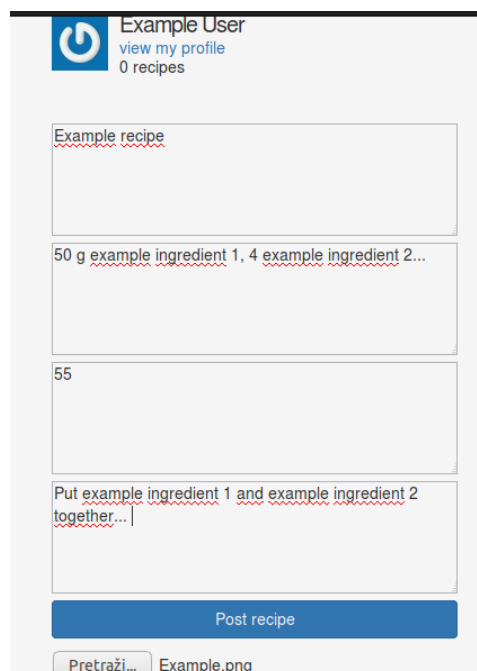 Example User
view my profile
0 recipes
Example recipe
50 g example ingredient 1, 4 example ingredient 2...
55
Put example ingredient 1 and example ingredient 2
together...
Post recipe
Pretraži... Example.png